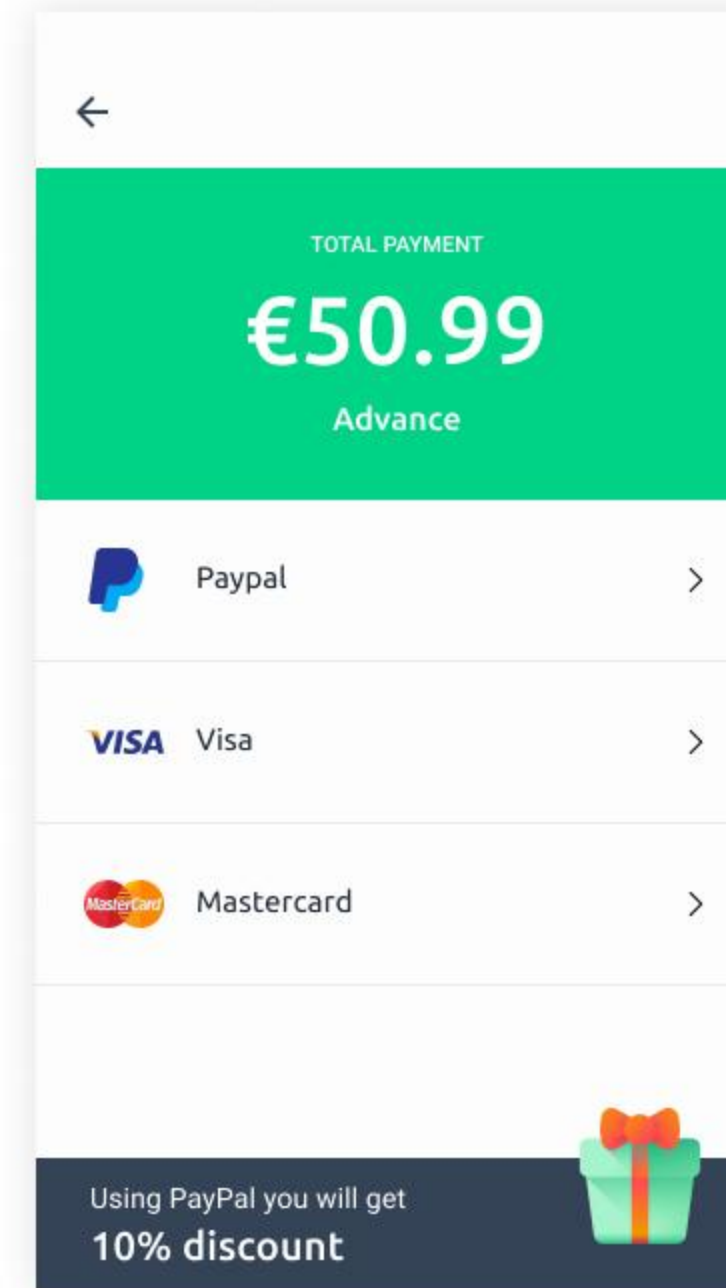 TOTAL PAYMENT
€50.99
Advance
Paypal
VISA Visa
MasterCard Mastercard
Using PayPal you will get
10% discount